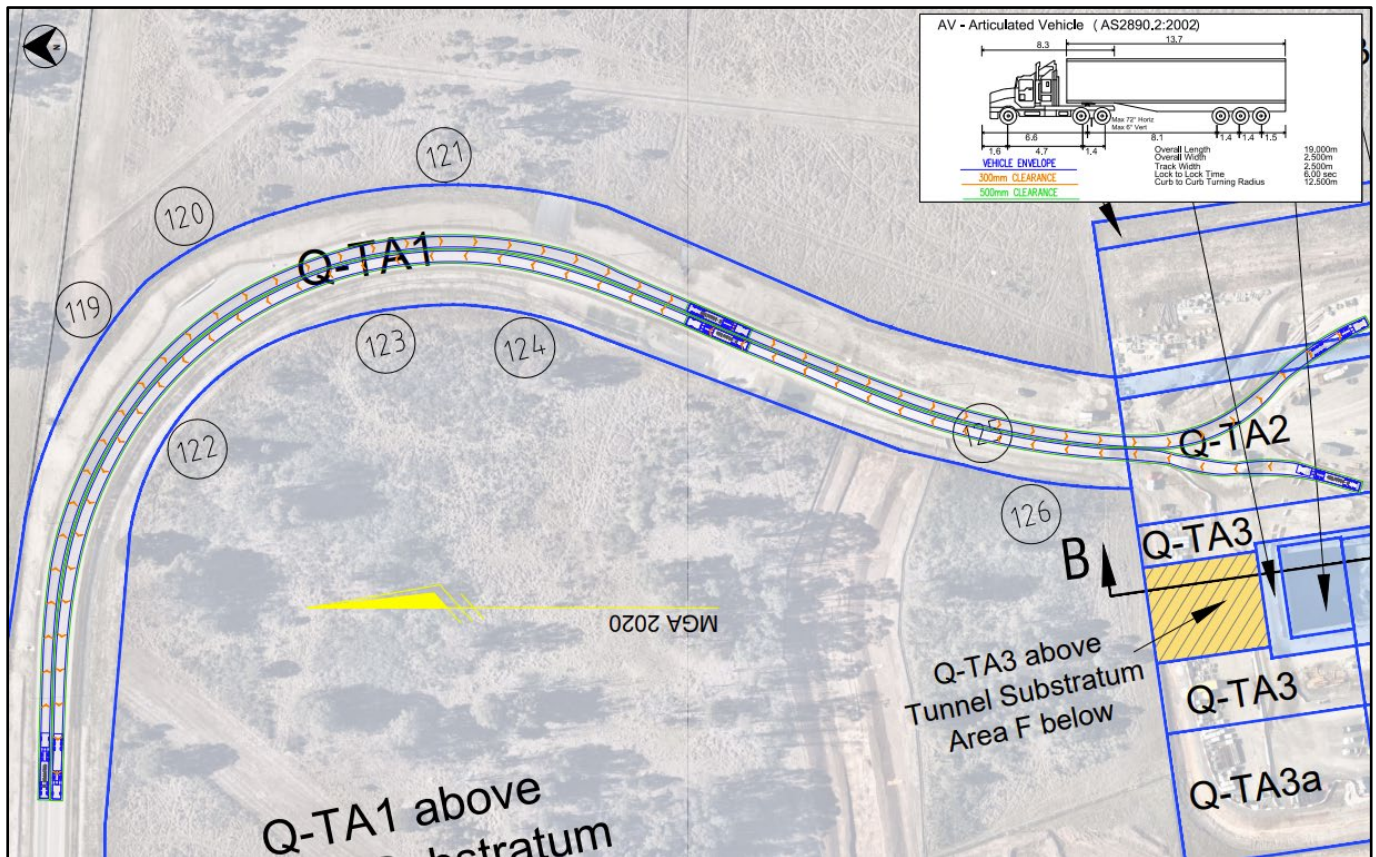 N
AV - Articulated Vehicle (AS2890.2:2002)
13.7
8.3
Max 72° Horiz
Max 6° Vert
6.6
8.1
1.4
1.4
1.5
1.6
4.7
1.4
VEHICLE ENVELOPE
300mm CLEARANCE
500mm CLEARANCE
Overall Length 19.000m
Overall Width 2.500m
Track Width 2.500m
Lock to Lock Time 6.00 sec
Curb to Curb Turning Radius 12.500m
121
120
Q-TA1
119
123
124
122
125
Q-TA2
126
Q-TA3
B
MGA 2020
Q-TA3 above
Tunnel Substratum
Area F below
Q-TA3
Q-TA3a
Q-TA1 above
Substratum